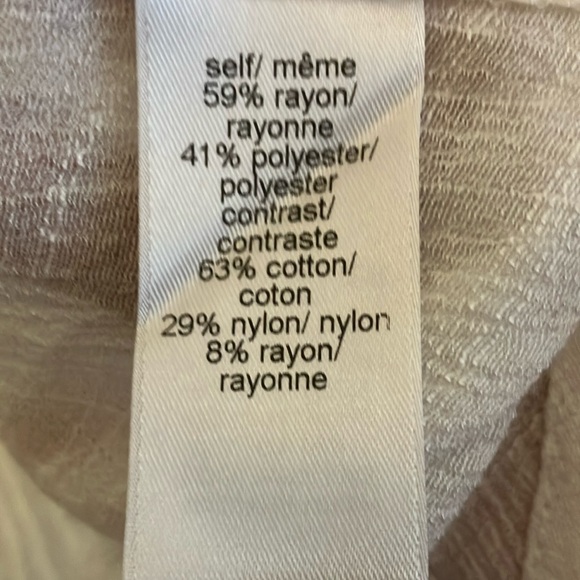 self/ même
59% rayon/
rayonne
41% polyester/
polyester
contrast/
contraste
63% cotton/
coton
29% nylon/ nylon
8% rayon/
rayonne